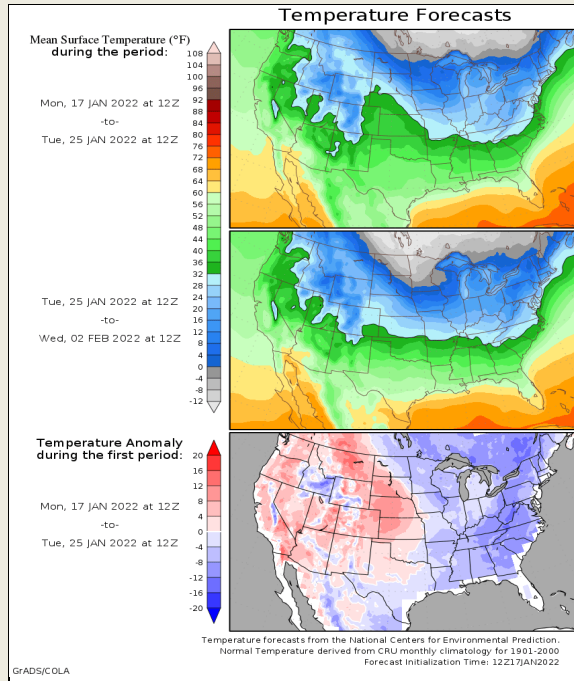 Temperature Forecasts
Mean Surface Temperature (°F)
during the period:
Mon, 17 JAN 2022 at 12Z
-to-
Tue, 25 JAN 2022 at 12Z
108
104
100
96
92
88
84
80
76
72
68
64
60
56
52
48
44
40
36
32
28
24
20
16
12
8
4
0
-4
-8
-12
Tue, 25 JAN 2022 at 12Z
-to-
Wed, 02 FEB 2022 at 12Z
Temperature Anomaly
during the first period:
Mon, 17 JAN 2022 at 12Z
-to-
Tue, 25 JAN 2022 at 12Z
20
16
12
8
4
0
-4
-8
-12
-16
-20
Temperature forecasts from the National Centers for Environmental Prediction.
Normal Temperature derived from CRU monthly climatology for 1901-2000
Forecast Initialization Time: 12Z17JAN2022
GrADS/COLA